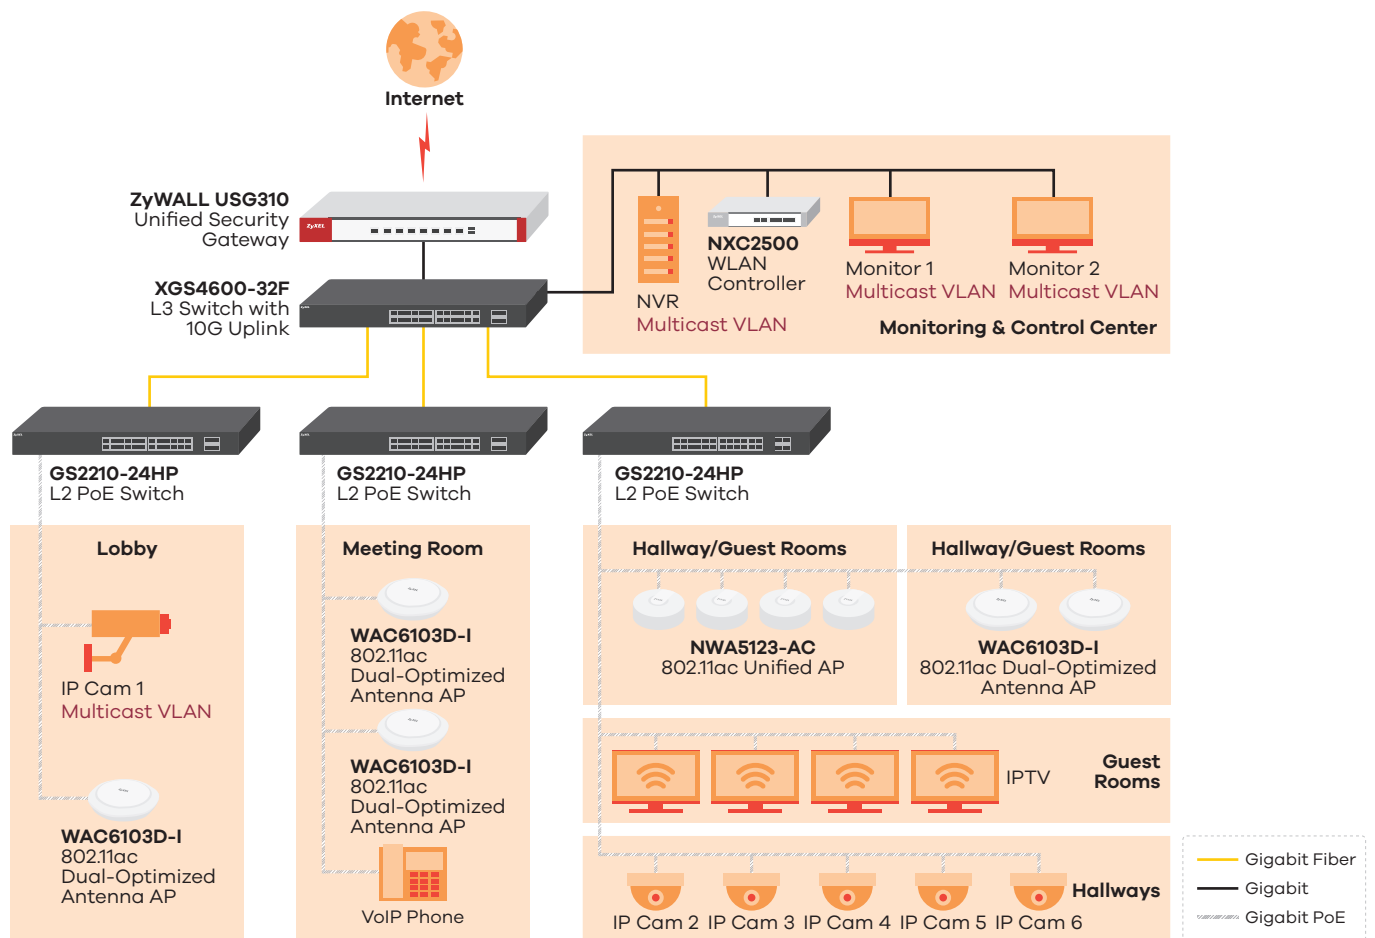 Internet
ZyWALL USG310
Unified Security
Gateway
ZyXEL
XGS4600-32F
L3 Switch with
10G Uplink
NVR
Multicast VLAN
NXC2500
WLAN
Controller
Monitor 1
Multicast VLAN
Monitor 2
Multicast VLAN
Monitoring & Control Center
GS2210-24HP
L2 PoE Switch
GS2210-24HP
L2 PoE Switch
GS2210-24HP
L2 PoE Switch
Lobby
IP Cam 1
Multicast VLAN
WAC6103D-I
802.11ac
Dual-Optimized
Antenna AP
Meeting Room
WAC6103D-I
802.11ac
Dual-Optimized
Antenna AP
WAC6103D-I
802.11ac
Dual-Optimized
Antenna AP
VoIP Phone
Hallway/Guest Rooms
NWA5123-AC
802.11ac Unified AP
Hallway/Guest Rooms
WAC6103D-I
802.11ac Dual-Optimized
Antenna AP
IPTV
Guest
Rooms
IP Cam 2
IP Cam 3
IP Cam 4
IP Cam 5
IP Cam 6
Hallways
Gigabit Fiber
Gigabit
Gigabit PoE